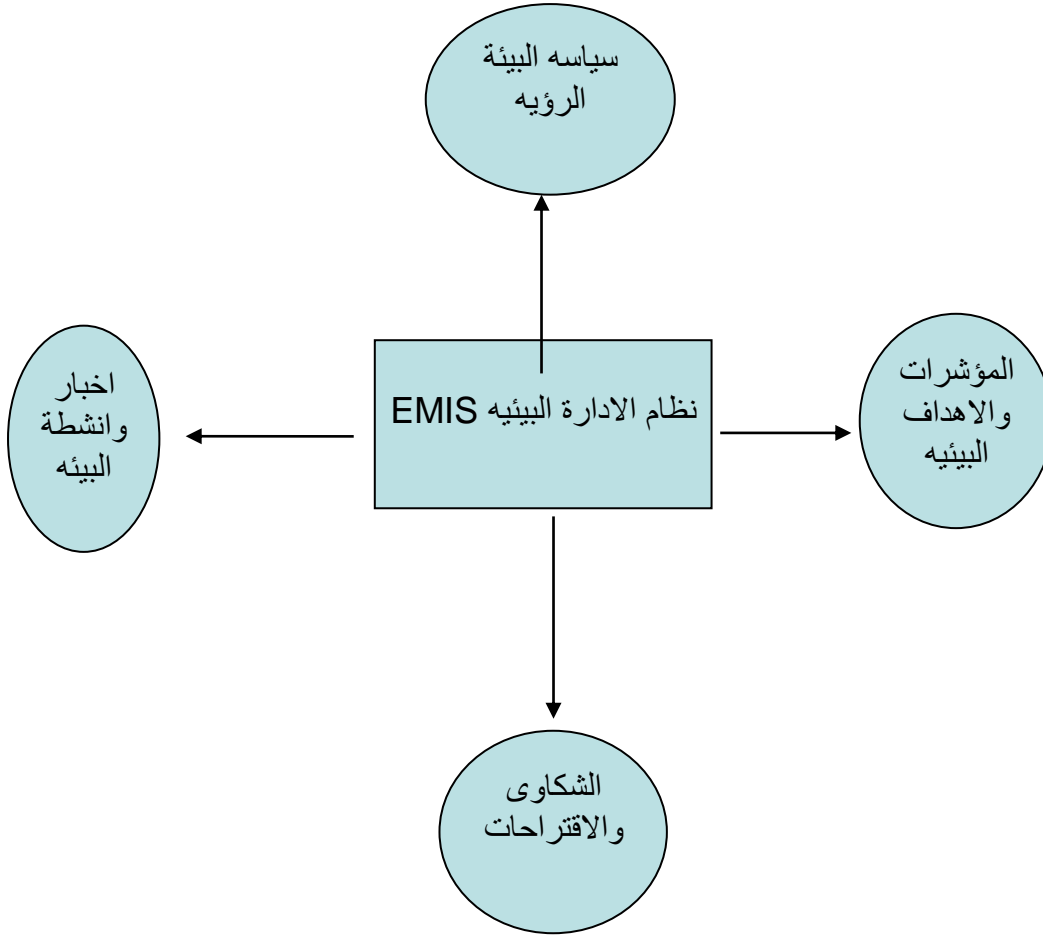 سياسه البيئة
الرؤيه
المؤشرات
والاهداف
البيئيه
نظام الادارة البيئيه EMIS
اخبار
وانشطة
البيئه
الشكاوى
والاقتراحات